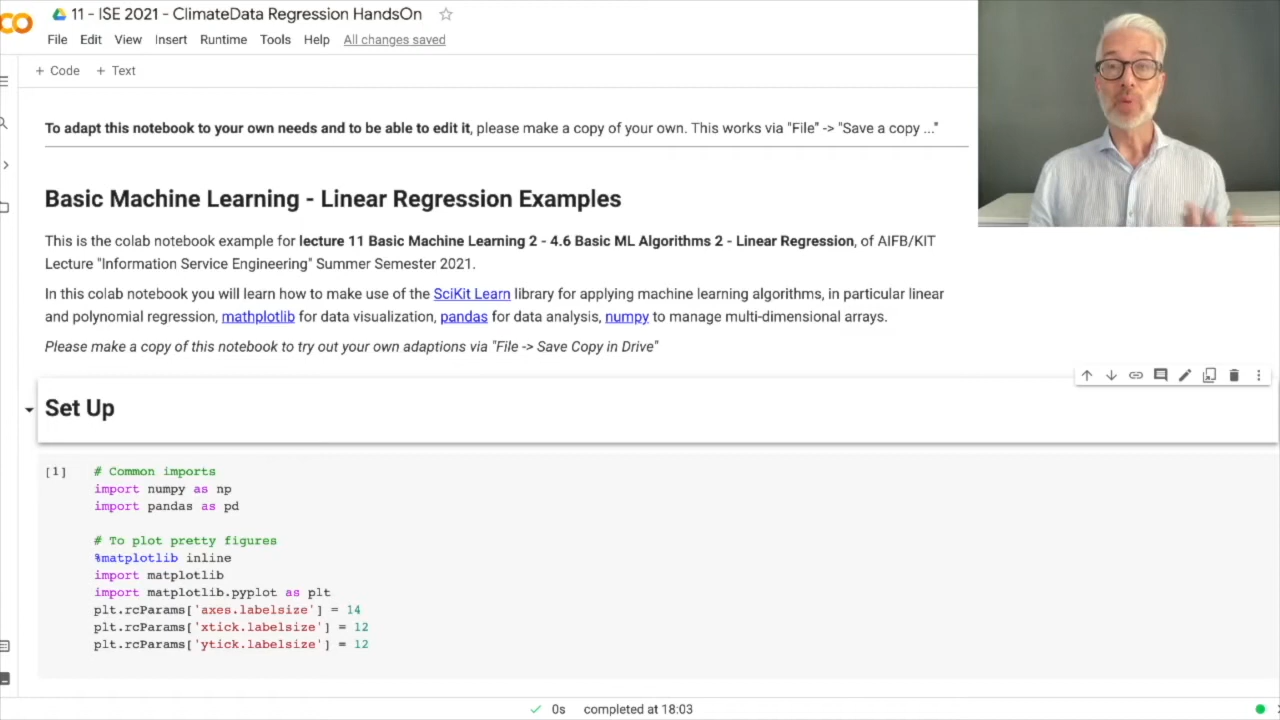 CO
11 - ISE 2021 - ClimateData Regression HandsOn
File Edit View Insert Runtime Tools Help All changes saved
+ Code + Text
To adapt this notebook to your own needs and to be able to edit it, please make a copy of your own. This works via "File" -> "Save a copy ..."
Basic Machine Learning - Linear Regression Examples
This is the colab notebook example for lecture 11 Basic Machine Learning 2 - 4.6 Basic ML Algorithms 2 - Linear Regression, of AIFB/KIT
Lecture "Information Service Engineering" Summer Semester 2021.
In this colab notebook you will learn how to make use of the SciKit Learn library for applying machine learning algorithms, in particular linear
and polynomial regression, mathplotlib for data visualization, pandas for data analysis, numpy to manage multi-dimensional arrays.
Please make a copy of this notebook to try out your own adaptions via "File -> Save Copy in Drive"
Set Up
[1] # Common imports
import numpy as np
import pandas as pd
# To plot pretty figures
%matplotlib inline
import matplotlib
import matplotlib.pyplot as plt
plt.rcParams['axes.labelsize'] = 14
plt.rcParams['xtick.labelsize'] = 12
plt.rcParams['ytick.labelsize'] = 12
0s completed at 18:03